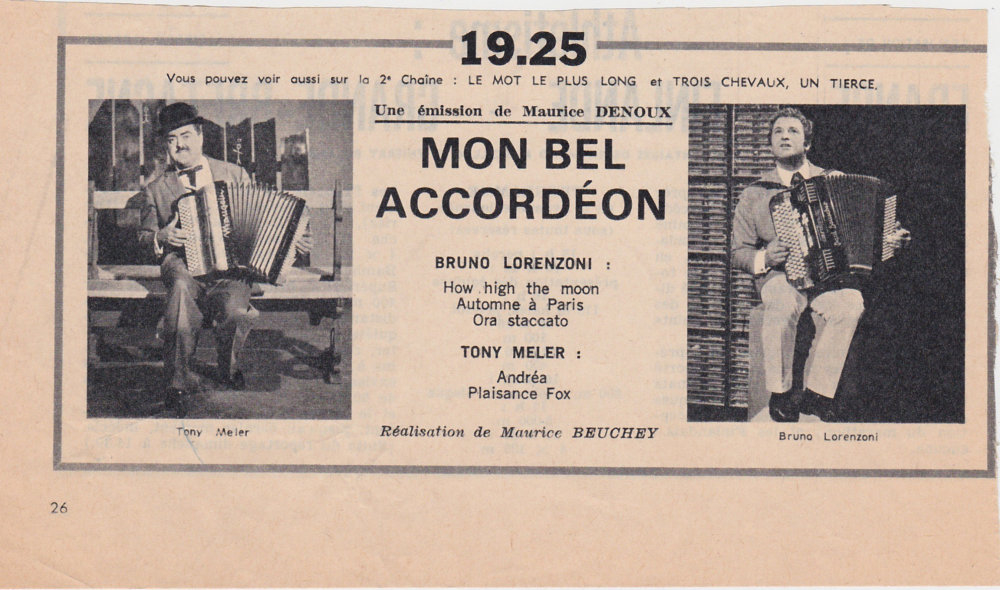 19.25
Vous pouvez voir aussi sur la 2e Chaîne : LE MOT LE PLUS LONG et TROIS CHEVAUX, UN TIERCE.
Une émission de Maurice DENOUX
MON BEL
ACCORDÉON
BRUNO LORENZONI :
How high the moon
Automne à Paris
Ora staccato
TONY MELER :
Andréa
Plaisance Fox
Réalisation de Maurice BEUCHEY
Tony Meler
Bruno Lorenzoni
26